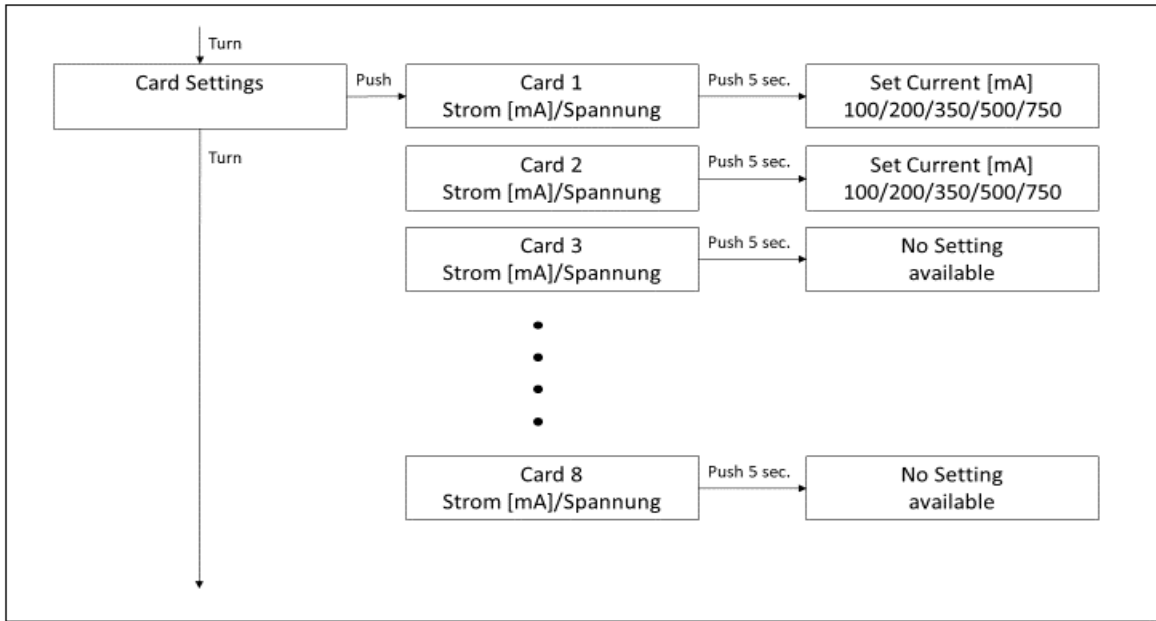 Turn
Card Settings
Push
Card 1
Strom [mA]/Spannung
Push 5 sec.
Set Current [mA]
100/200/350/500/750
Turn
Card 2
Strom [mA]/Spannung
Push 5 sec.
Set Current [mA]
100/200/350/500/750
Card 3
Strom [mA]/Spannung
Push 5 sec.
No Setting
available
Card 8
Strom [mA]/Spannung
Push 5 sec.
No Setting
available